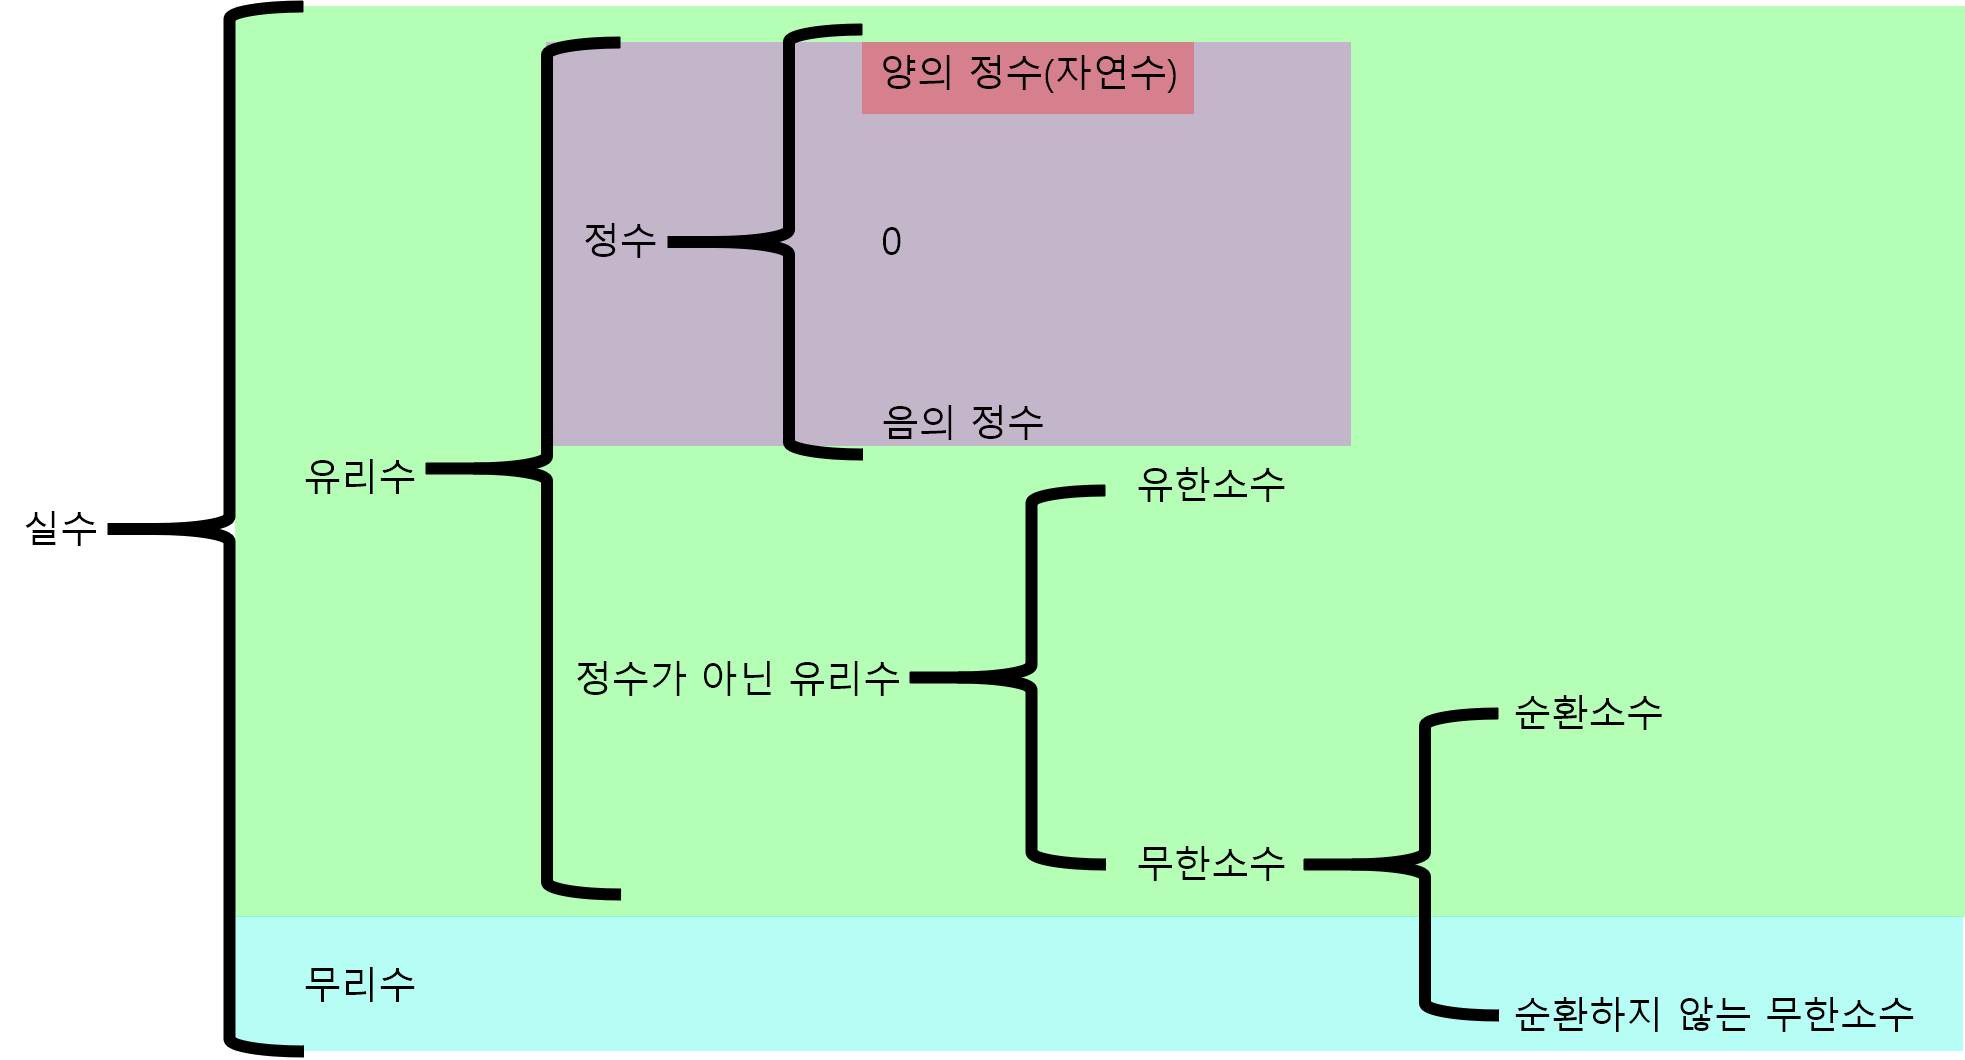 양의 정수(자연수)
정수
0
음의 정수
유리수
유한소수
실수
정수가 아닌 유리수
순환소수
무한소수
무리수
순환하지 않는 무한소수